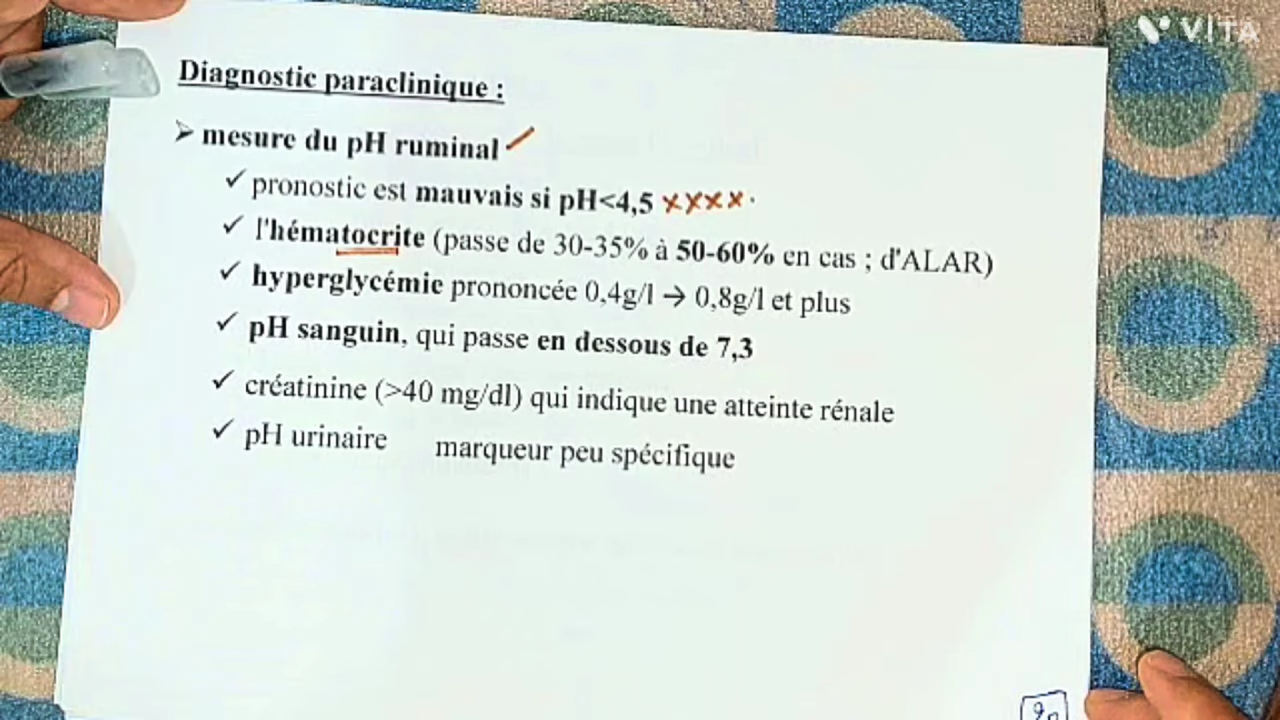 VITA
Diagnostic paraclinique :
➤ mesure du pH ruminal
✓ pronostic est mauvais si pH<4,5 xxxx
✓ l'hématocrite (passe de 30-35% à 50-60% en cas ; d'ALAR)
✓ hyperglycémie prononcée 0,4g/l → 0,8g/l et plus
✓ pH sanguin, qui passe en dessous de 7,3
✓ créatinine (>40 mg/dl) qui indique une atteinte rénale
✓ pH urinaire marqueur peu spécifique